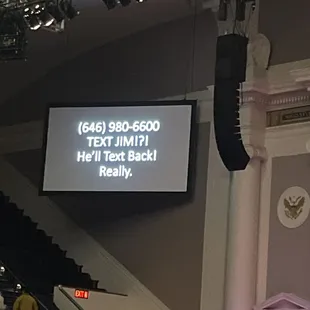 (646) 980-6600
TEXT JIM!?!
He'll Text Back!
Really.
EXIT